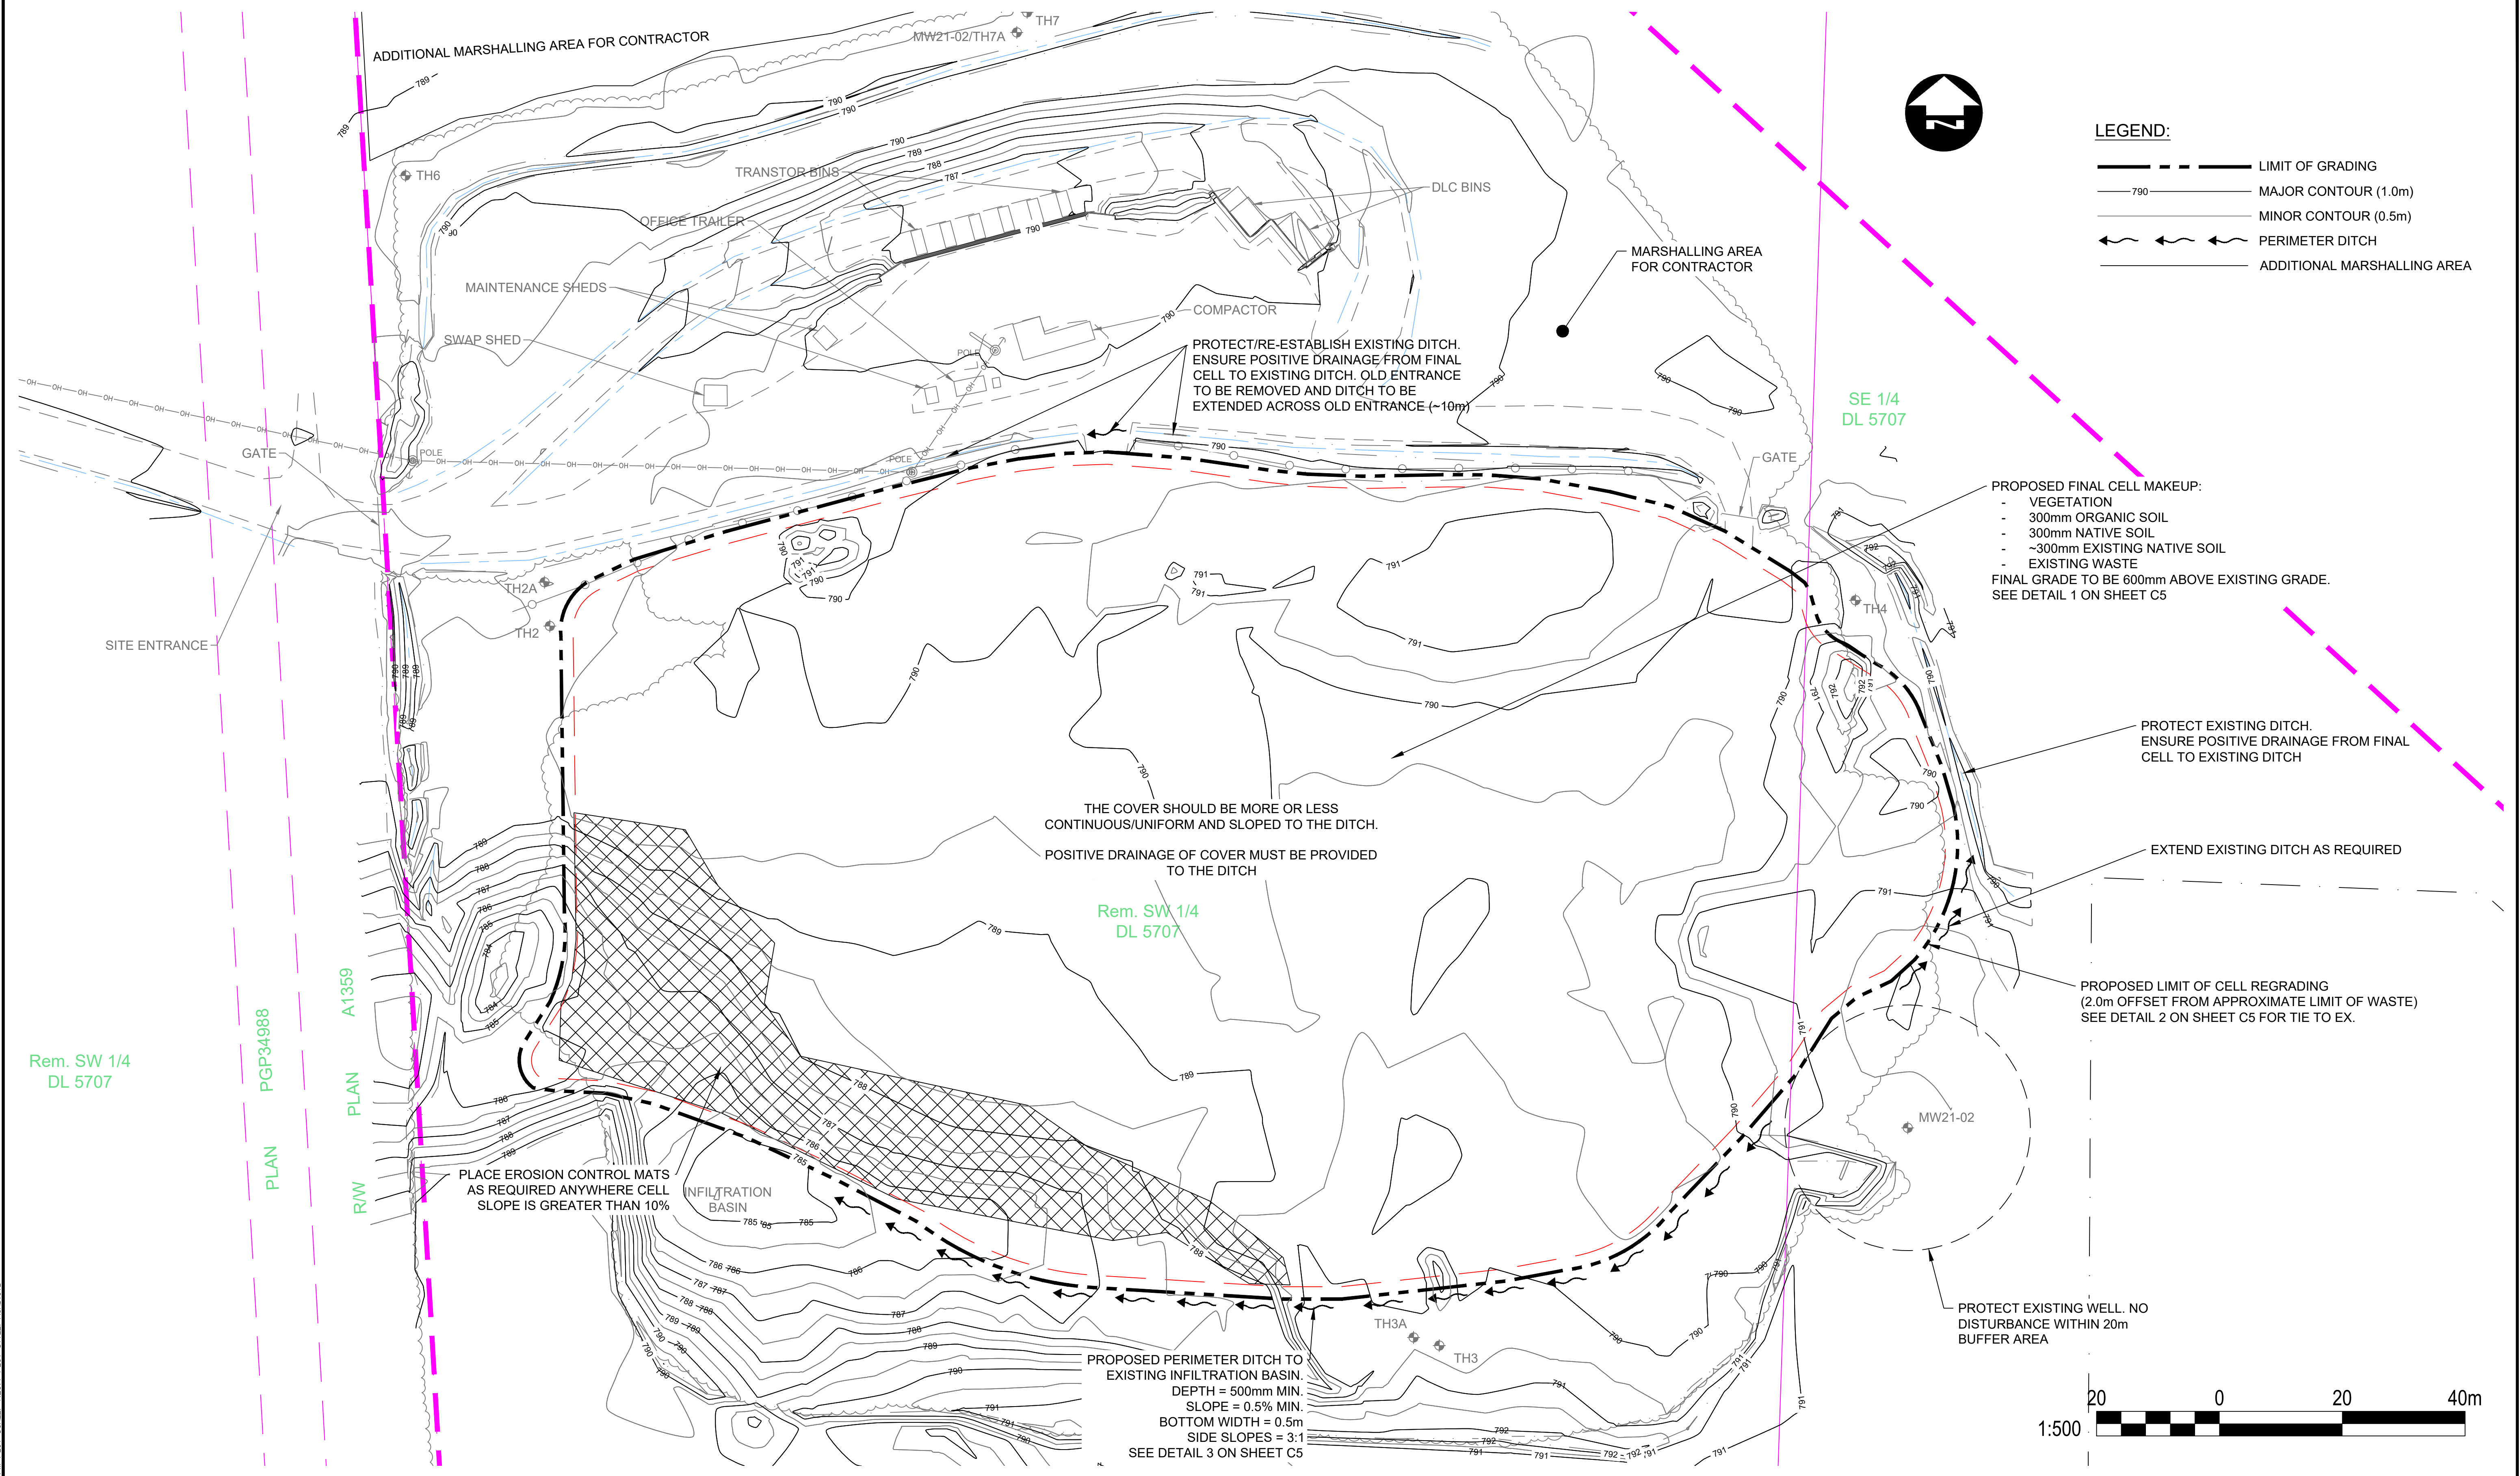 ADDITIONAL MARSHALLING AREA FOR CONTRACTOR
TH7
MW21-02/TH7A
TH6
TRANSTOR BINS
OFFICE TRAILER
MAINTENANCE SHEDS
SWAP SHED
DLC BINS
COMPACTOR
POLE
POLE
POLE
GATE
GATE
MARSHALLING AREA
FOR CONTRACTOR
LEGEND:
LIMIT OF GRADING
790
MAJOR CONTOUR (1.0m)
MINOR CONTOUR (0.5m)
PERIMETER DITCH
ADDITIONAL MARSHALLING AREA
PROTECT/RE-ESTABLISH EXISTING DITCH.
ENSURE POSITIVE DRAINAGE FROM FINAL
CELL TO EXISTING DITCH. OLD ENTRANCE
TO BE REMOVED AND DITCH TO BE
EXTENDED ACROSS OLD ENTRANCE (~10m)
SE 1/4
DL 5707
PROPOSED FINAL CELL MAKEUP:
- VEGETATION
- 300mm ORGANIC SOIL
- 300mm NATIVE SOIL
- ~300mm EXISTING NATIVE SOIL
- EXISTING WASTE
FINAL GRADE TO BE 600mm ABOVE EXISTING GRADE.
SEE DETAIL 1 ON SHEET C5
SITE ENTRANCE
TH2A
TH2
TH4
PROTECT EXISTING DITCH.
ENSURE POSITIVE DRAINAGE FROM FINAL
CELL TO EXISTING DITCH
THE COVER SHOULD BE MORE OR LESS
CONTINUOUS/UNIFORM AND SLOPED TO THE DITCH.
POSITIVE DRAINAGE OF COVER MUST BE PROVIDED
TO THE DITCH
EXTEND EXISTING DITCH AS REQUIRED
Rem. SW 1/4
DL 5707
PROPOSED LIMIT OF CELL REGRADING
(2.0m OFFSET FROM APPROXIMATE LIMIT OF WASTE)
SEE DETAIL 2 ON SHEET C5 FOR TIE TO EX.
Rem. SW 1/4
DL 5707
PLAN PGP34988
R/W PLAN A1359
MW21-02
PLACE EROSION CONTROL MATS
AS REQUIRED ANYWHERE CELL
SLOPE IS GREATER THAN 10%
INFILTRATION
BASIN
TH3A
TH3
PROTECT EXISTING WELL. NO
DISTURBANCE WITHIN 20m
BUFFER AREA
PROPOSED PERIMETER DITCH TO
EXISTING INFILTRATION BASIN.
DEPTH = 500mm MIN.
SLOPE = 0.5% MIN.
BOTTOM WIDTH = 0.5m
SIDE SLOPES = 3:1
SEE DETAIL 3 ON SHEET C5
20 0 20 40m
1:500